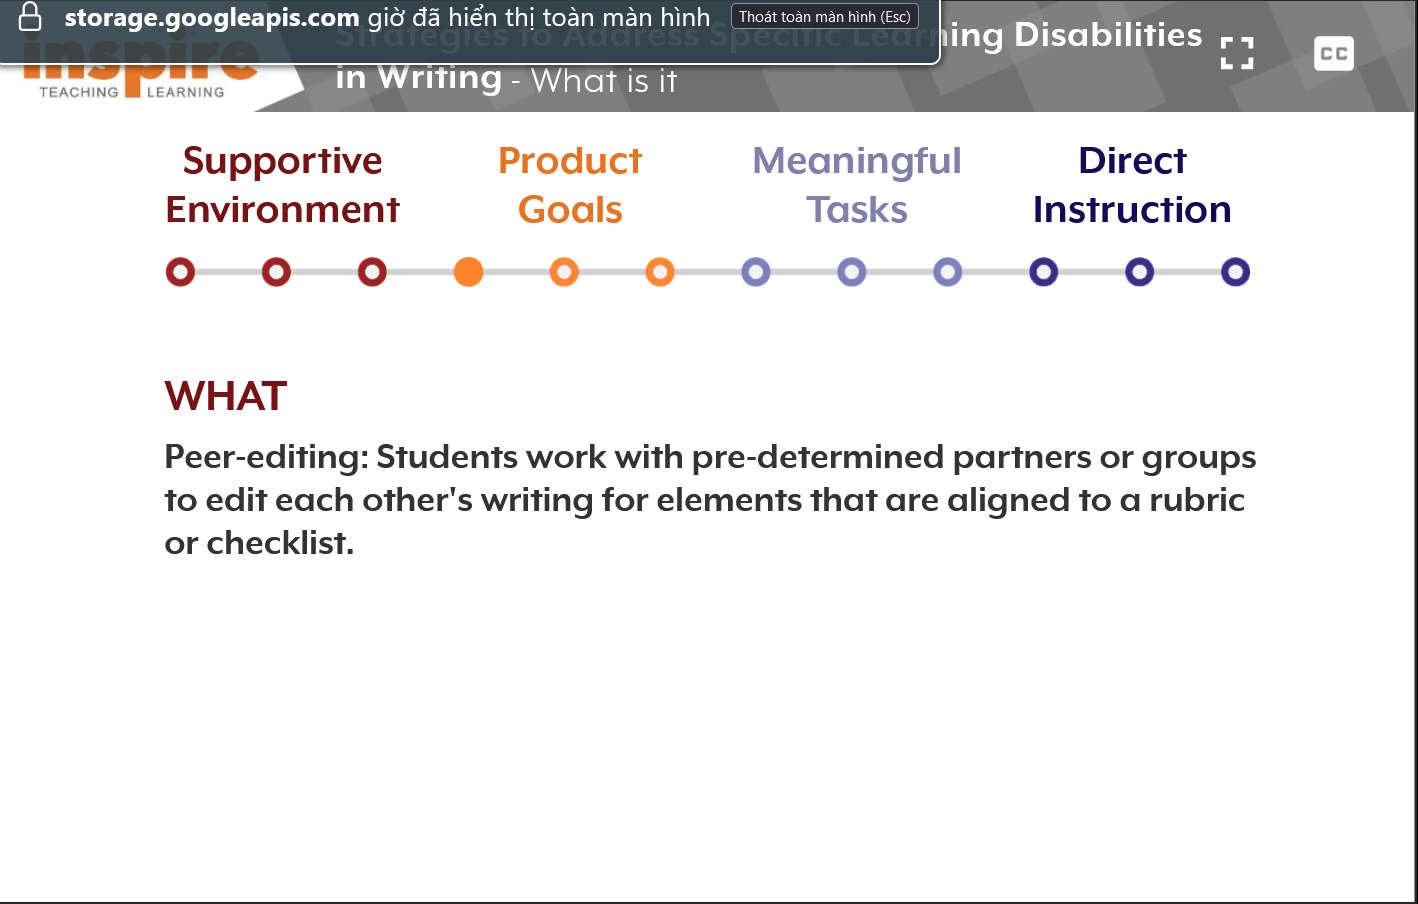 storage.googleapis.com giờ đã hiển thị toàn màn hình
Thoát toàn màn hình (Esc)
Strategies to Address Specific Learning Disabilities
in Writing - What is it
CC
inspire
TEACHING LEARNING
Supportive
Environment
Product
Goals
Meaningful
Tasks
Direct
Instruction
WHAT
Peer-editing: Students work with pre-determined partners or groups
to edit each other's writing for elements that are aligned to a rubric
or checklist.